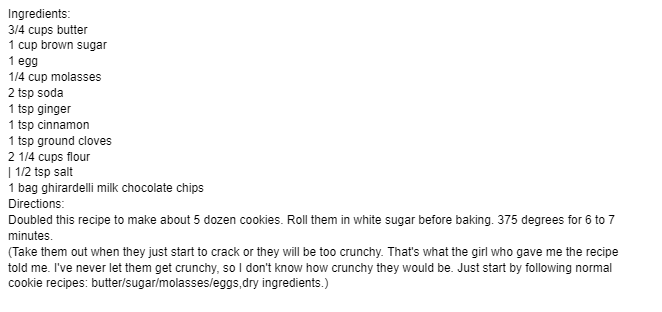 Ingredients:
3/4 cups butter
1 cup brown sugar
1 egg
1/4 cup molasses
2 tsp soda
1 tsp ginger
1 tsp cinnamon
1 tsp ground cloves
2 1/4 cups flour
| 1/2 tsp salt
1 bag ghirardelli milk chocolate chips
Directions:
Doubled this recipe to make about 5 dozen cookies. Roll them in white sugar before baking. 375 degrees for 6 to 7
minutes.
(Take them out when they just start to crack or they will be too crunchy. That's what the girl who gave me the recipe
told me. I've never let them get crunchy, so I don't know how crunchy they would be. Just start by following normal
cookie recipes: butter/sugar/molasses/eggs,dry ingredients.)